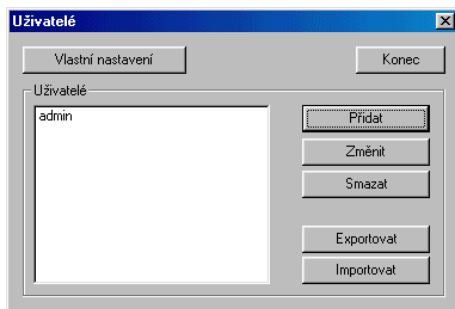 Uživatelé
Vlastní nastavení
Konec
Uživatelé
admin
Přidat
Změnit
Smazat
Exportovat
Importovat